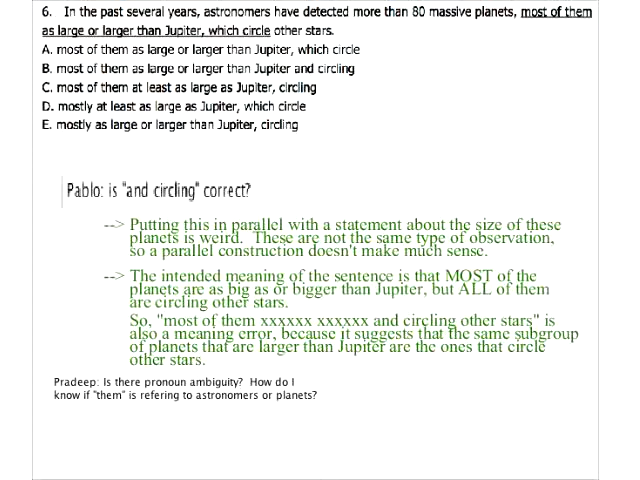 6. In the past several years, astronomers have detected more than 80 massive planets, most of them
as large or larger than Jupiter, which circle other stars.
A. most of them as large or larger than Jupiter, which circle
B. most of them as large or larger than Jupiter and circling
C. most of them at least as large as Jupiter, circling
D. mostly at least as large as Jupiter, which circle
E. mostly as large or larger than Jupiter, circling
Pablo: is "and circling" correct?
--> Putting this in parallel with a statement about the size of these
planets is weird. These are not the same type of observation,
so a parallel construction doesn't make much sense.
--> The intended meaning of the sentence is that MOST of the
planets are as big as or bigger than Jupiter, but ALL of them
are circling other stars.
So, "most of them xxxxxx xxxxxx and circling other stars" is
also a meaning error, because it suggests that the same subgroup
of planets that are larger than Jupiter are the ones that circle
other stars.
Pradeep: Is there pronoun ambiguity? How do I
know if "them" is refering to astronomers or planets?